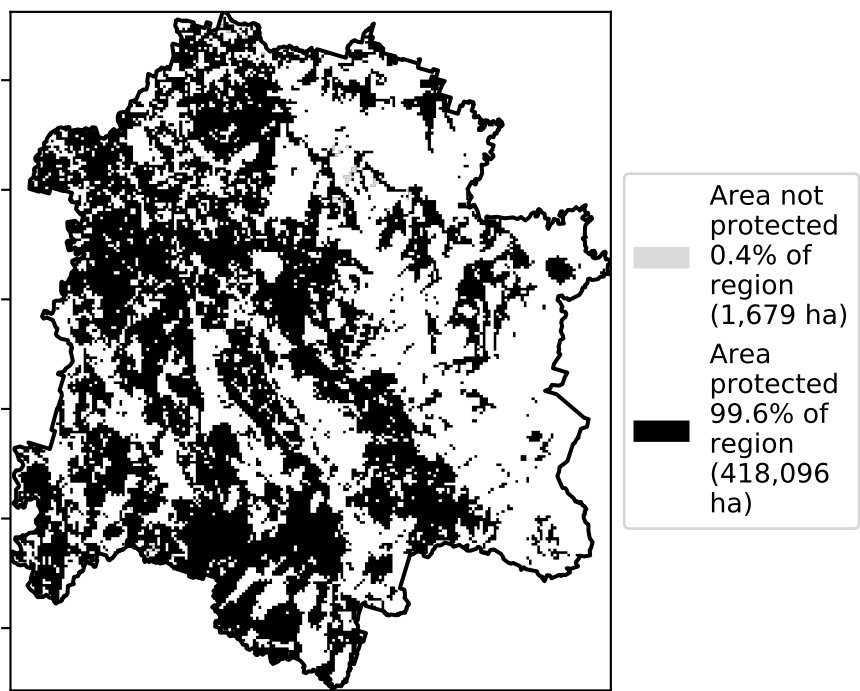 Area not
protected
0.4% of
region
(1,679 ha)
Area
protected
99.6% of
region
(418,096
ha)